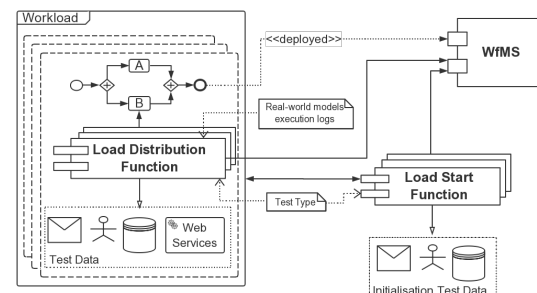 Workload
<<deployed>>
WfMS
A
B
Real-world models
execution logs
Load Distribution
Function
Load Start
Function
Test Type
Web
Services
Test Data
Initialisation Test Data